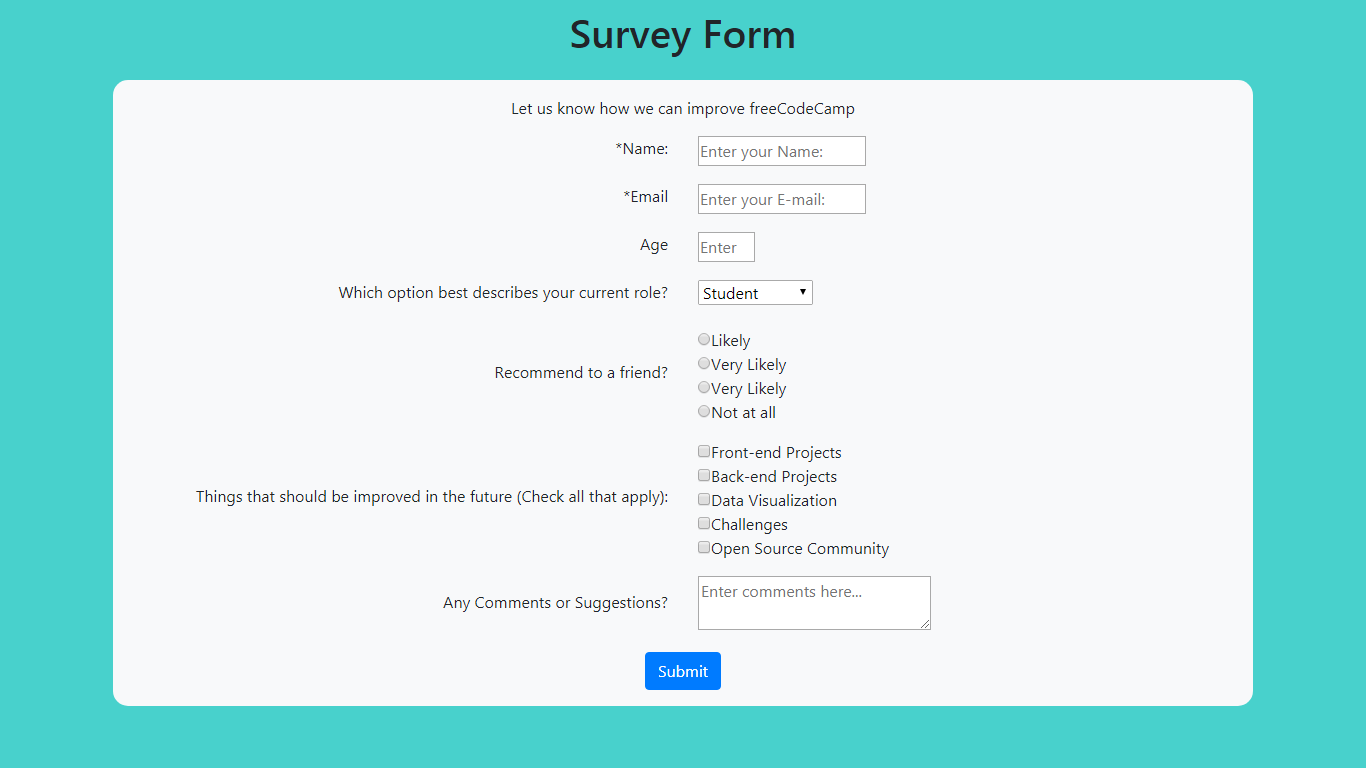 Survey Form
Let us know how we can improve freeCodeCamp
*Name: Enter your Name:
*Email Enter your E-mail:
Age Enter
Which option best describes your current role? Student
Likely
Very Likely
Recommend to a friend?
Very Likely
Not at all
Front-end Projects
Back-end Projects
Things that should be improved in the future (Check all that apply): Data Visualization
Challenges
Open Source Community
Enter comments here...
Any Comments or Suggestions?
Submit